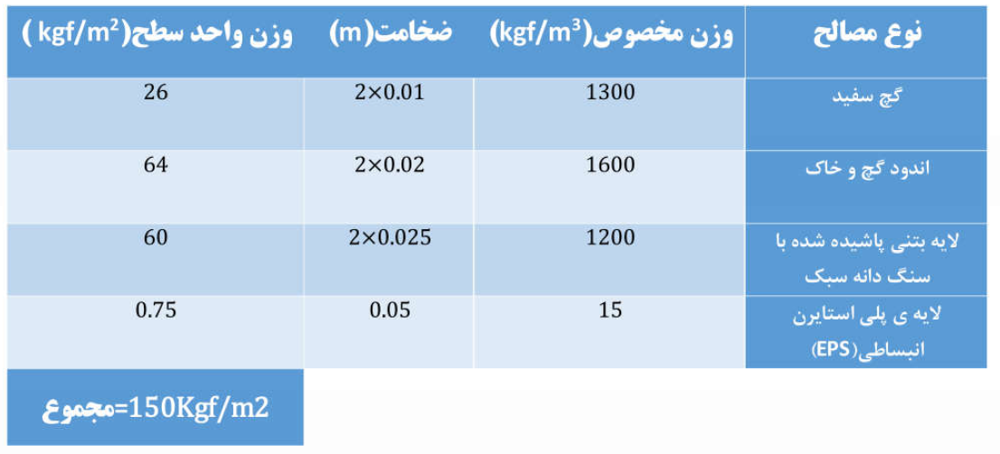 نوع مصالح	وزن مخصوص(kgf/m³)	ضخامت(m)	وزن واحد سطح(kgf/m² )
گچ سفید	1300	2×0.01	26
اندود گچ و خاک	1600	2×0.02	64
لایه بتنی پاشیده شده با	1200	2×0.025	60
سنگ دانه سبک
لایه ی پلی استایرن	15	0.05	0.75
انبساطی(EPS)
مجموع=150Kgf/m2